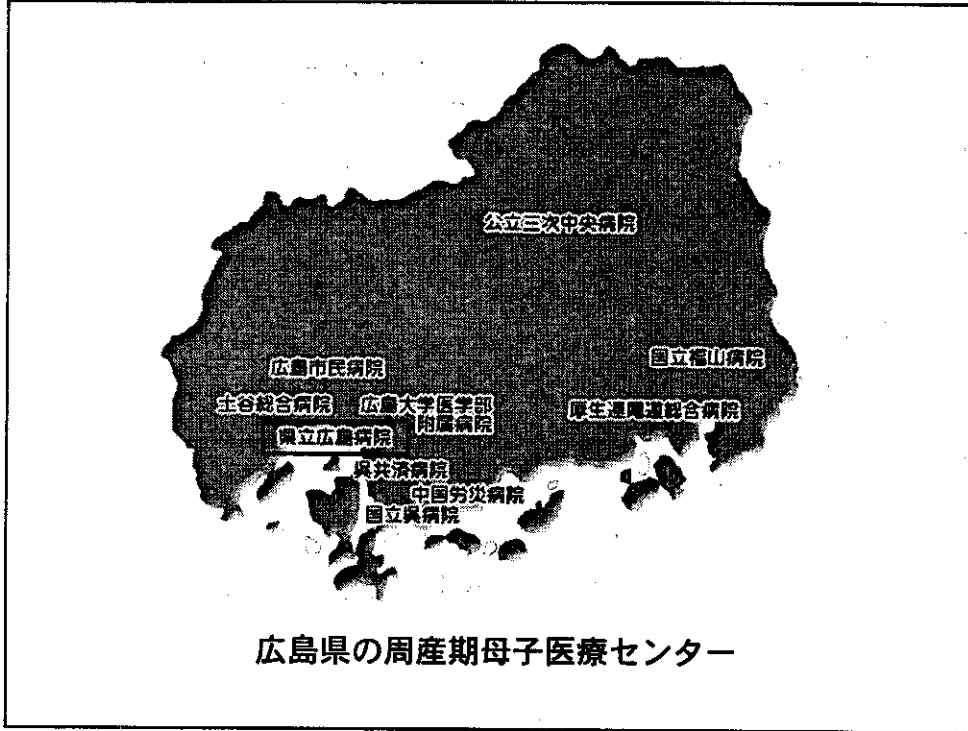 公立三次中央病院
国立福山病院
広島市民病院
土谷総合病院
広島大学医学部
附属病院
厚生連尾道総合病院
県立広島病院
呉共済病院
中国労災病院
国立呉病院
広島県の周産期母子医療センター